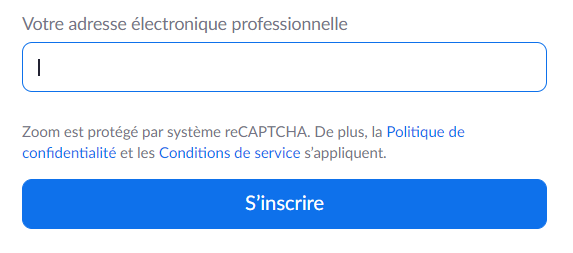 Votre adresse électronique professionnelle
Zoom est protégé par système reCAPTCHA. De plus, la Politique de
confidentialité et les Conditions de service s’appliquent.
S’inscrire